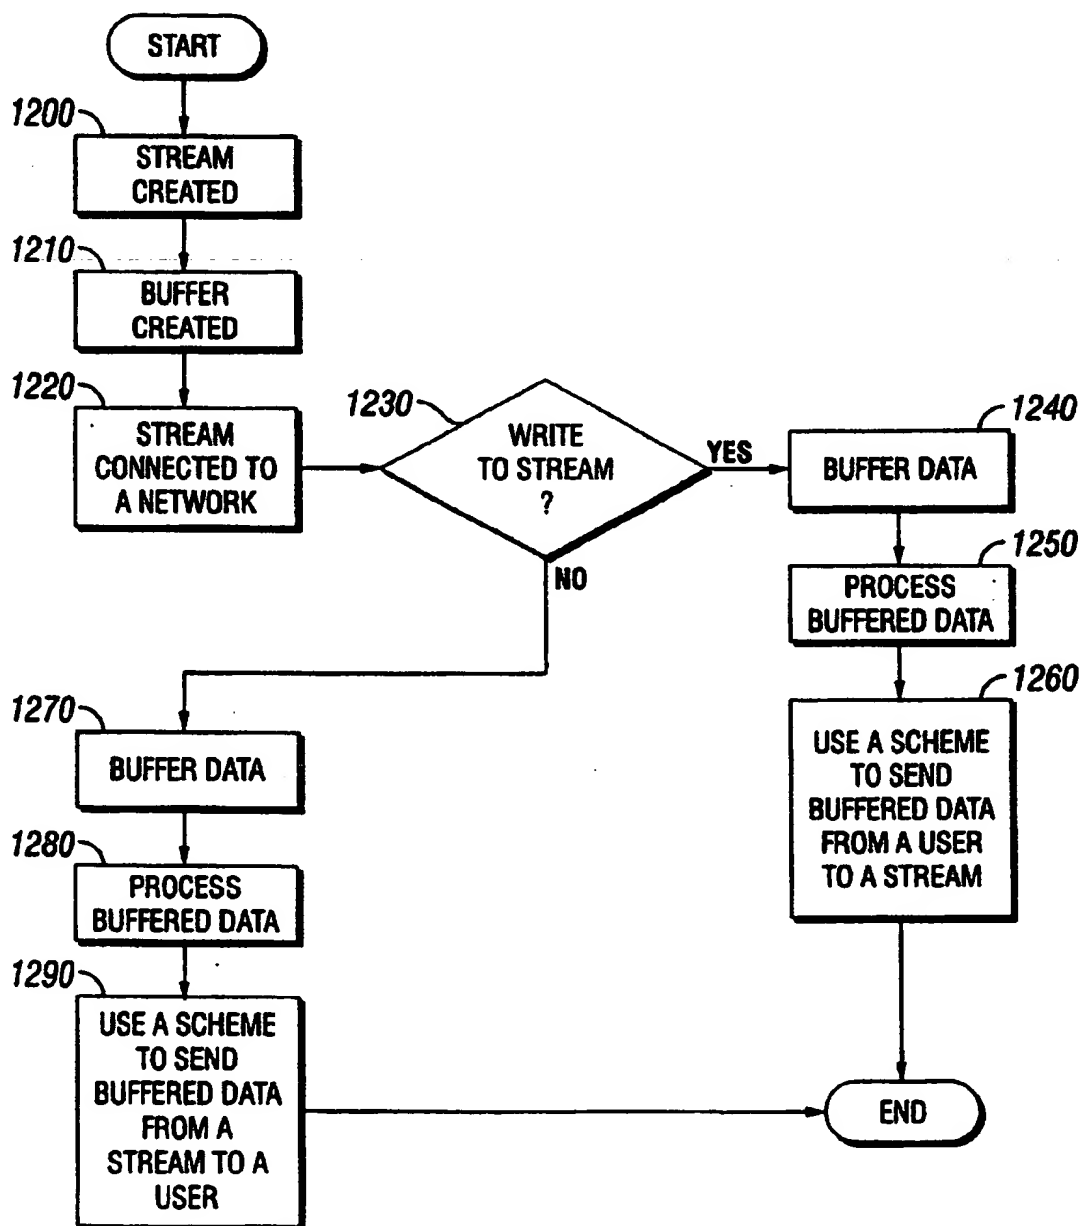 START
1200
STREAM
CREATED
1210
BUFFER
CREATED
1220
STREAM
CONNECTED TO
A NETWORK
1230
WRITE
TO STREAM
?
YES
NO
1240
BUFFER DATA
1250
PROCESS
BUFFERED DATA
1260
USE A SCHEME
TO SEND
BUFFERED DATA
FROM A USER
TO A STREAM
1270
BUFFER DATA
1280
PROCESS
BUFFERED DATA
1290
USE A SCHEME
TO SEND
BUFFERED DATA
FROM A
STREAM TO A
USER
END